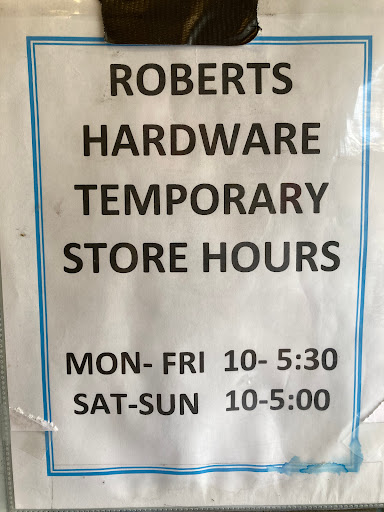 ROBERTS
HARDWARE
TEMPORARY
STORE HOURS
MON- FRI 10- 5:30
SAT-SUN 10-5:00